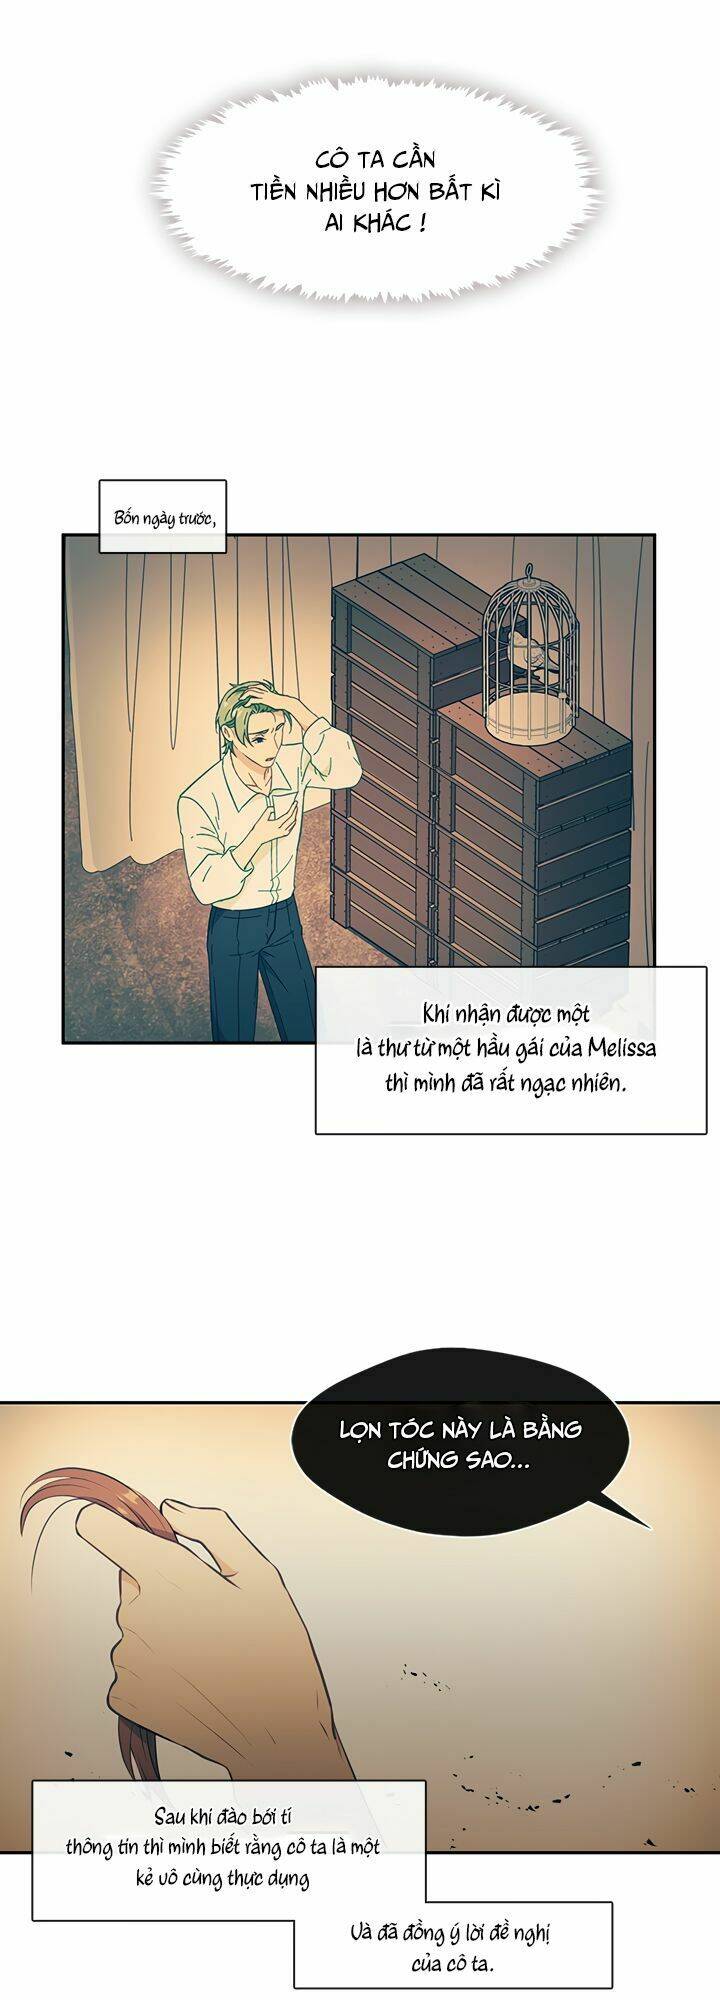 CÔ TA CẦN
TIỀN NHIỀU HƠN BẤT KÌ
AI KHÁC !
Bốn ngày trước,
Khi nhận được một
là thư từ một hầu gái của Melissa
thì mình đã rất ngạc nhiên.
LỌN TÓC NÀY LÀ BẰNG
CHỨNG SAO...
Sau khi đào bới tí
thông tin thì mình biết rằng cô ta là một
kẻ vô cùng thực dụng
Và đã đồng ý lời đề nghị
của cô ta.